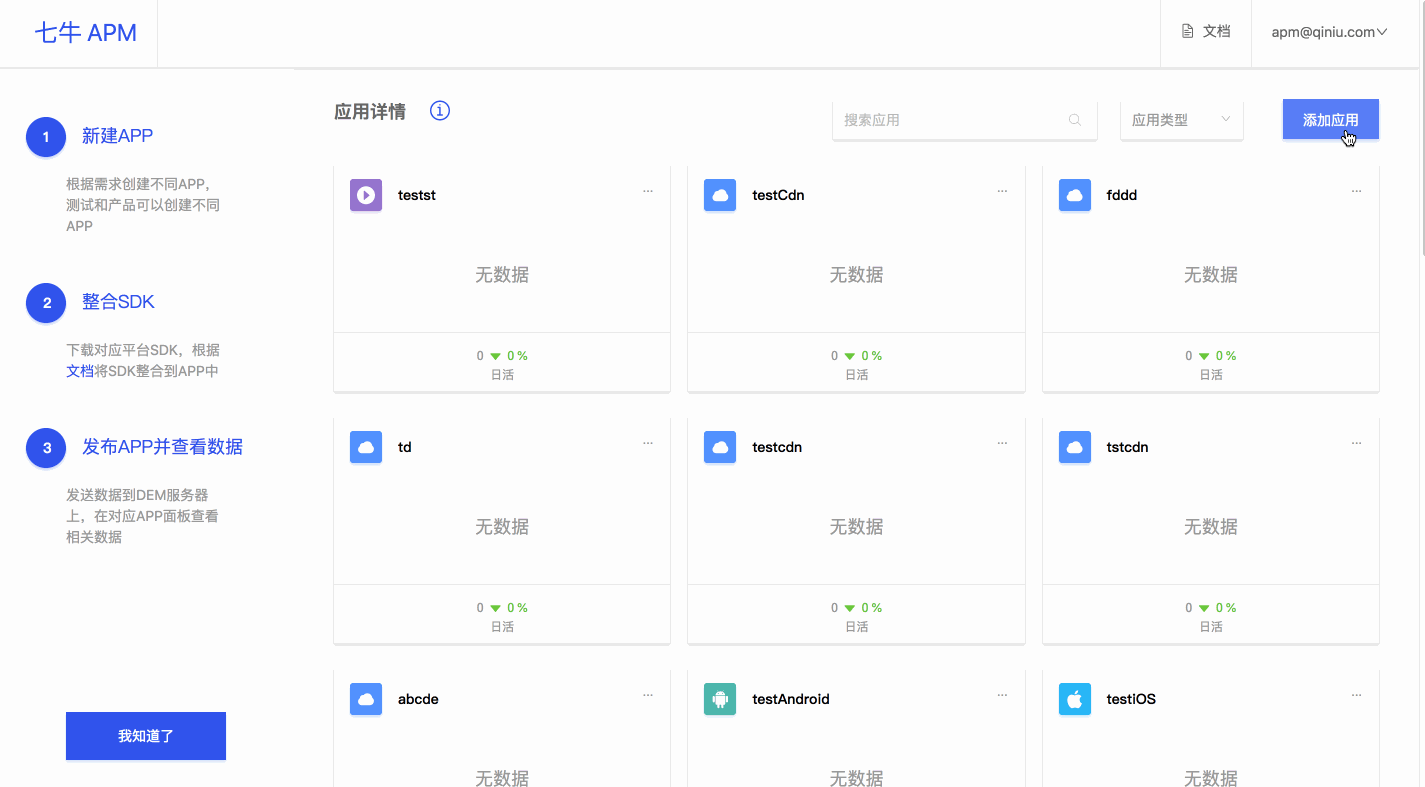 七牛 APM
文档
apm@qiniu.com
1
新建APP
根据需求创建不同APP，
测试和产品可以创建不同
APP
2
整合SDK
下载对应平台SDK，根据
文档将SDK整合到APP中
3
发布APP并查看数据
发送数据到DEM服务器
上，在对应APP面板查看
相关数据
我知道了
应用详情
搜索应用
应用类型
添加应用
testst
...
无数据
0 0 %
日活
testCdn
...
无数据
0 0 %
日活
fddd
...
无数据
0 0 %
日活
td
...
无数据
0 0 %
日活
testcdn
...
无数据
0 0 %
日活
tstcdn
...
无数据
0 0 %
日活
abcde
...
无数据
testAndroid
...
无数据
testiOS
...
无数据